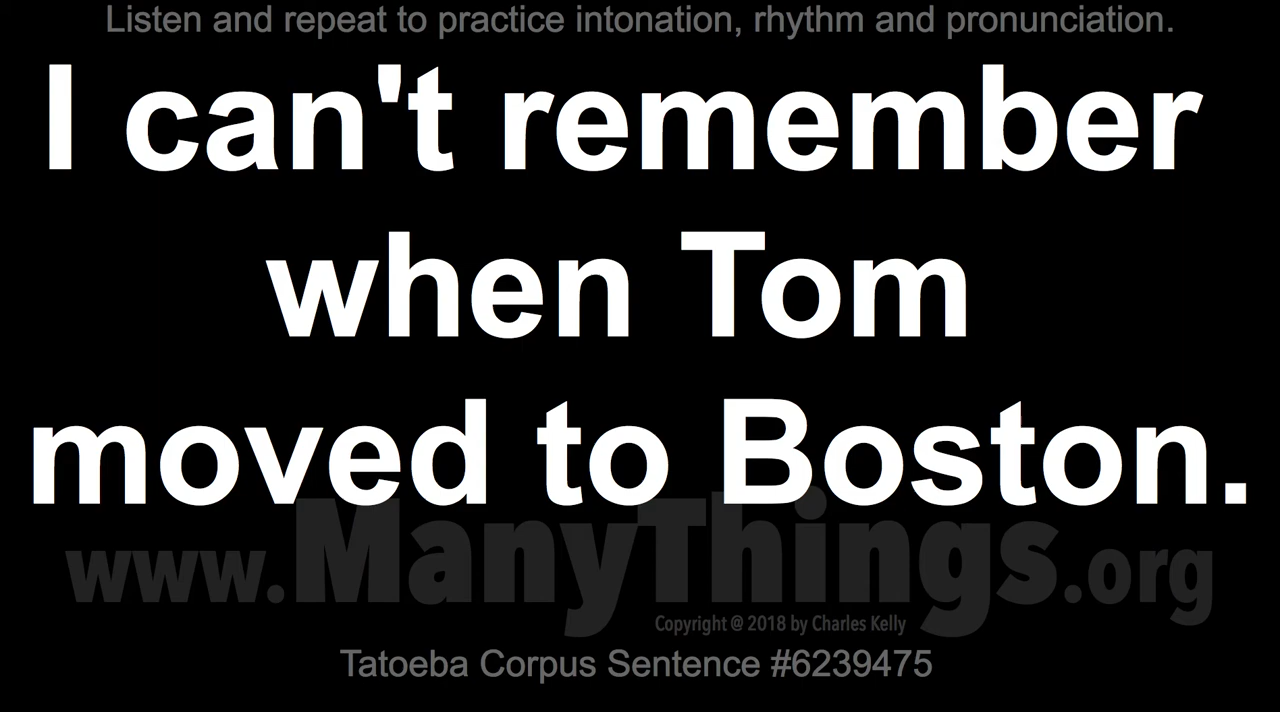 Listen and repeat to practice intonation, rhythm and pronunciation.
I can't remember
when Tom
moved to Boston.
www.ManyThings.org
Copyright @ 2018 by Charles Kelly
Tatoeba Corpus Sentence #6239475